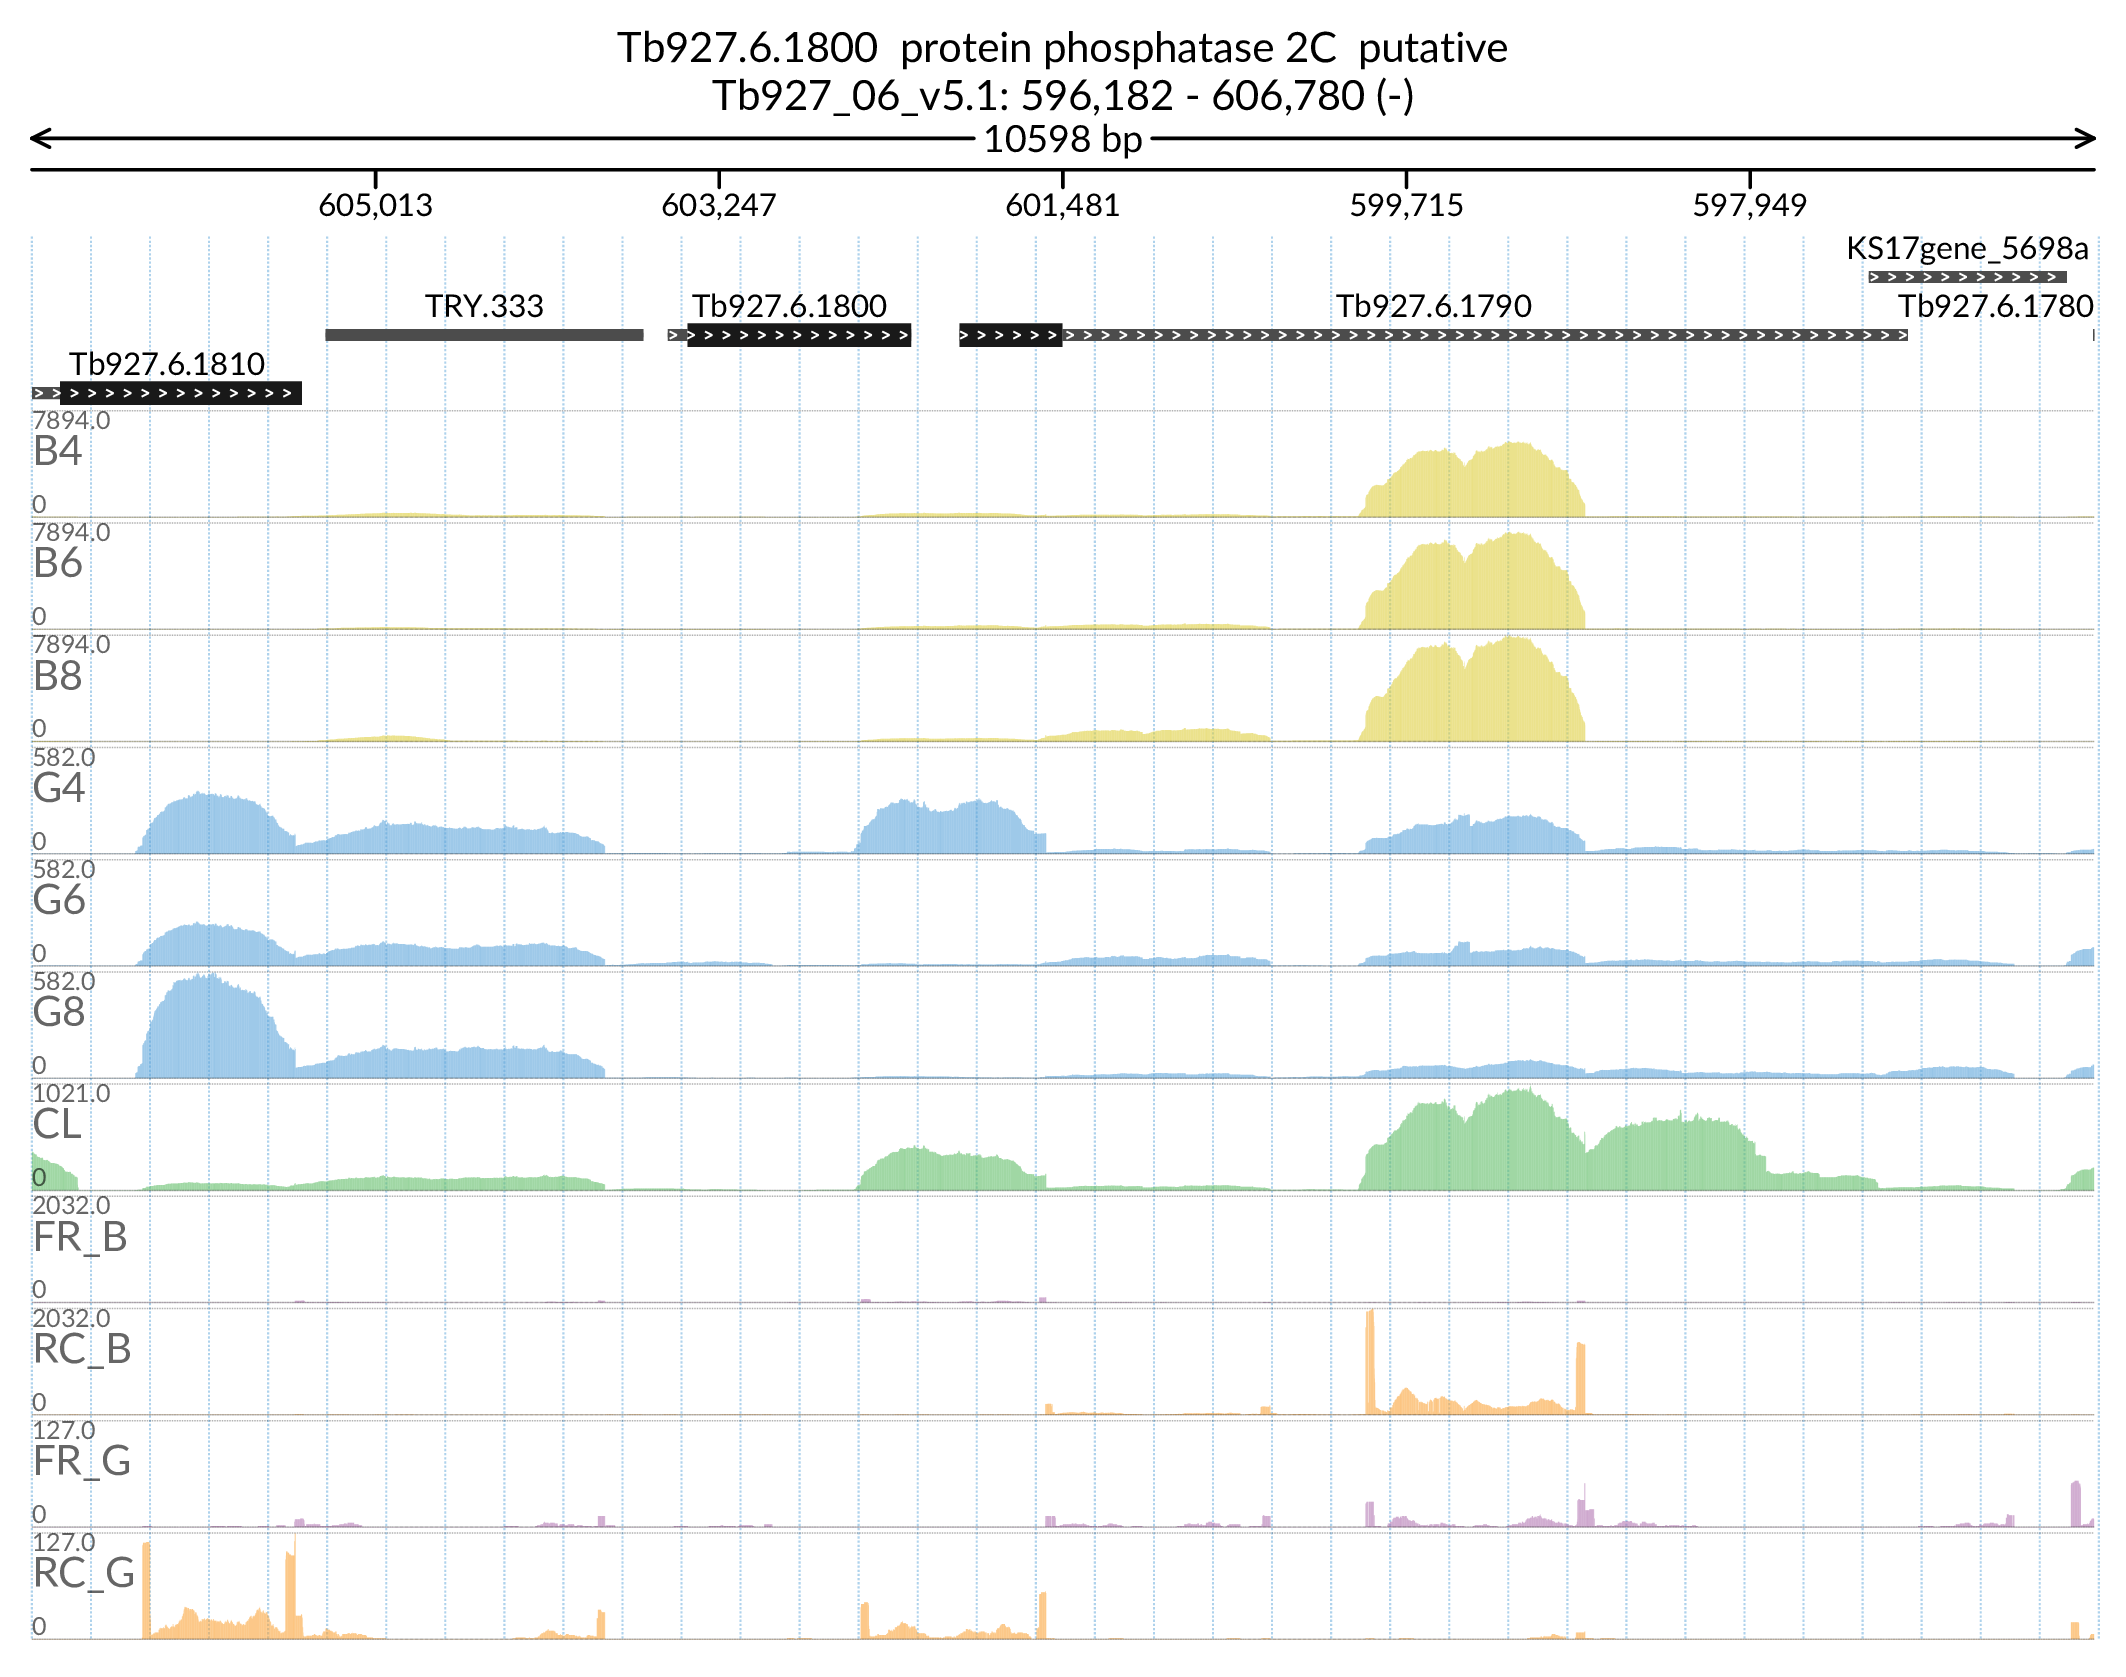 Tb927.6.1800 protein phosphatase 2C putative
Tb927_06_v5.1: 596,182 - 606,780 (-)
10598 bp
605,013 603,247 601,481 599,715 597,949
KS17gene_5698a
TRY.333 Tb927.6.1800 Tb927.6.1790 Tb927.6.1780
Tb927.6.1810
7894.0
B4
0
7894.0
B6
0
7894.0
B8
0
582.0
G4
0
582.0
G6
0
582.0
G8
0
1021.0
CL
0
2032.0
FR_B
0
2032.0
RC_B
0
127.0
FR_G
0
127.0
RC_G
0